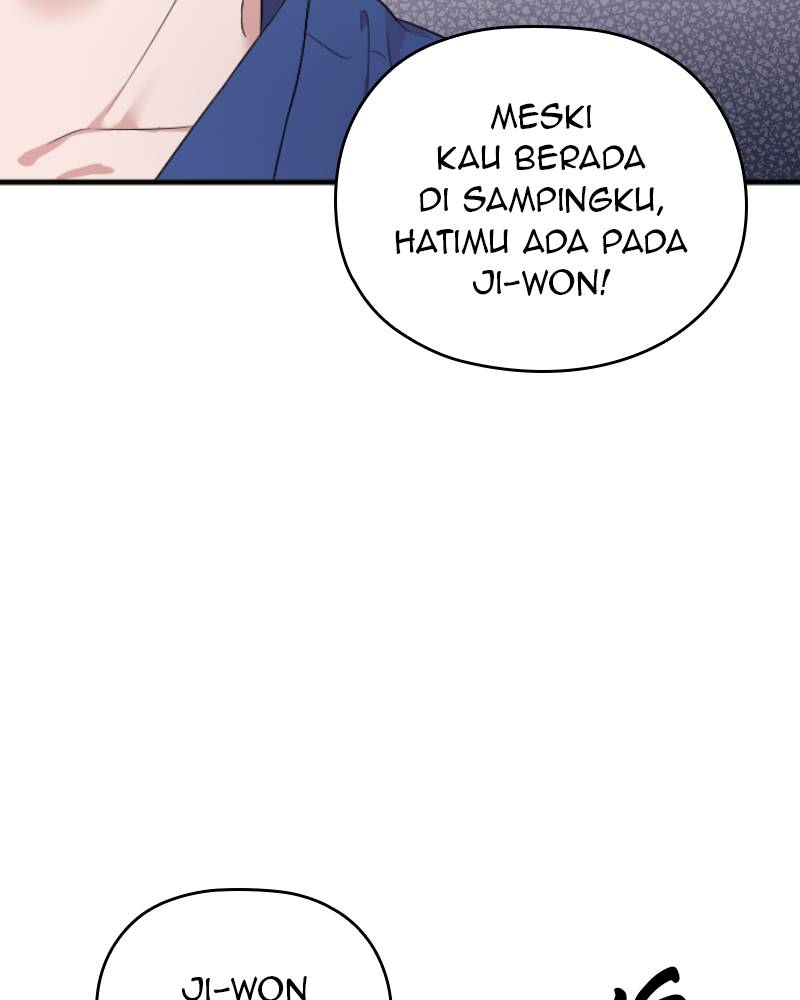 MESKI
KAU BERADA
DI SAMPINGKU,
HATIMU ADA PADA
JI-WON!
JI-WON